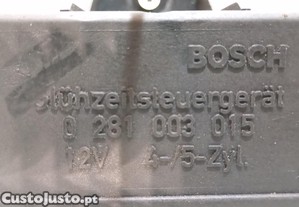 BOSCH
Glühzeitsteuergerät
0 281 003 015
12V 4-/5-Zyl.
Custojusto.pt